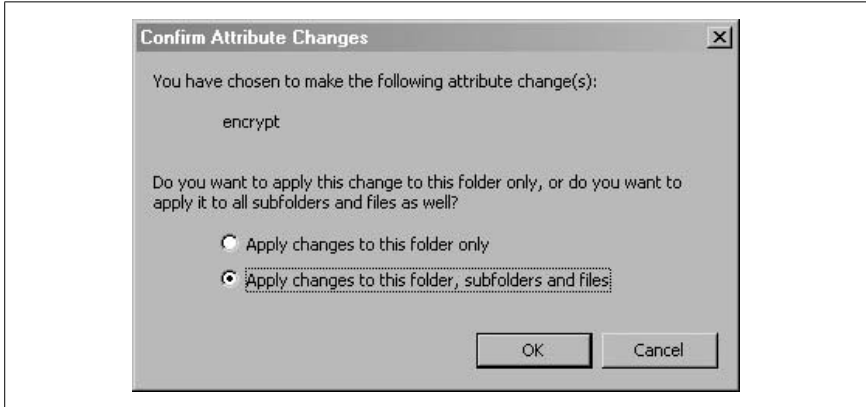 Confirm Attribute Changes
You have chosen to make the following attribute change(s):
encrypt
Do you want to apply this change to this folder only, or do you want to
apply it to all subfolders and files as well?
Apply changes to this folder only
Apply changes to this folder, subfolders and files
OK Cancel